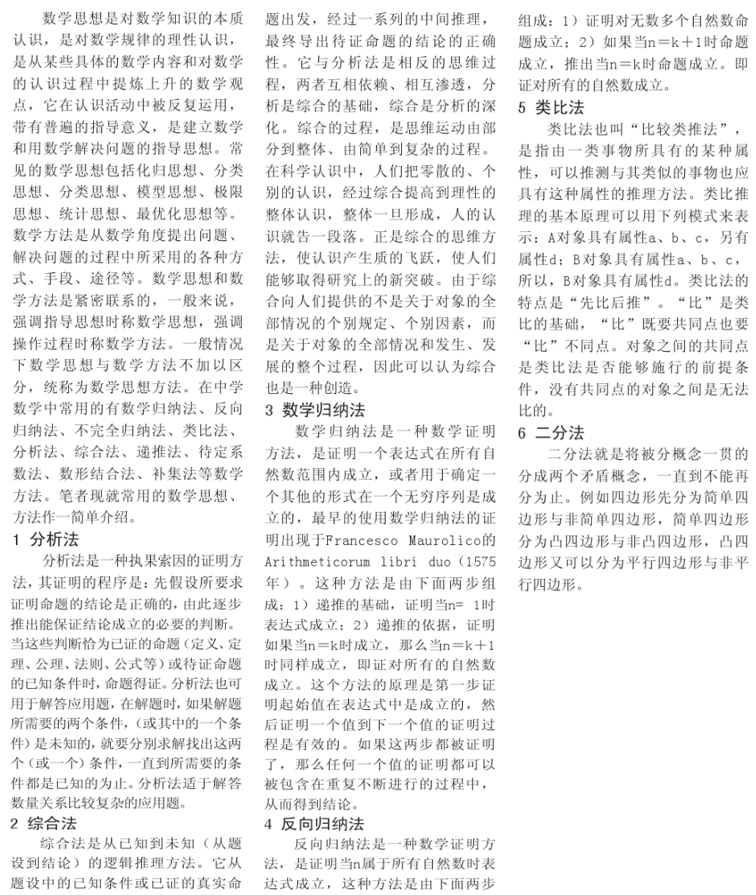 数学思想是对数学知识的本质
认识，是对数学规律的理性认识，
是从某些具体的数学内容和对数学
的认识过程中提炼上升的数学观
点，它在认识活动中被反复运用，
带有普遍的指导意义，是建立数学
和用数学解决问题的指导思想。常
见的数学思想包括化归思想、分类
思想、分类思想、模型思想、极限
思想、统计思想、最优化思想等。
数学方法是从数学角度提出问题、
解决问题的过程中所采用的各种方
式、手段、途径等。数学思想和数
学方法是紧密联系的，一般来说，
强调指导思想时称数学思想，强调
操作过程时称数学方法。一般情况
下数学思想与数学方法不加以区
分，统称为数学思想方法。在中学
数学中常用的有数学归纳法、反向
归纳法、不完全归纳法、类比法、
分析法、综合法、递推法、待定系
数法、数形结合法、补集法等数学
方法。笔者现就常用的数学思想、
方法作一简单介绍。
1 分析法
分析法是一种执果索因的证明方
法，其证明的程序是：先假设所要求
证明命题的结论是正确的，由此逐步
推出能保证结论成立的必要的判断。
当这些判断恰为已证的命题（定义、定
理、公理、法则、公式等）或待证命题
的已知条件时，命题得证。分析法也可
用于解答应用题，在解题时，如果解题
所需要的两个条件，（或其中的一个条
件）是未知的，就要分别求解找出这两
个（或一个）条件，一直到所需要的条
件都是已知的为止。分析法适于解答
数量关系比较复杂的应用题。
2 综合法
综合法是从已知到未知（从题
设到结论）的逻辑推理方法。它从
题设中的已知条件或已证的真实命
题出发，经过一系列的中间推理，
最终导出待证命题的结论的正确
性。它与分析法是相反的思维过
程，两者互相依赖、相互渗透，分
析是综合的基础，综合是分析的深
化。综合的过程，是思维运动由部
分到整体、由简单到复杂的过程。
在科学认识中，人们把零散的、个
别的认识，经过综合提高到理性的
整体认识，整体一旦形成，人的认
识就告一段落。正是综合的思维方
法，使认识产生质的飞跃，使人们
能够取得研究上的新突破。由于综
合向人们提供的不是关于对象的全
部情况的个别规定、个别因素，而
是关于对象的全部情况和发生、发
展的整个过程，因此可以认为综合
也是一种创造。
3 数学归纳法
数学归纳法是一种数学证明
方法，是证明一个表达式在所有自
然数范围内成立，或者用于确定一
个其他的形式在一个无穷序列是成
立的，最早的使用数学归纳法的证
明出现于Francesco Maurolico的
Arithmeticorum libri duo（1575
年）。这种方法是由下面两步组
成：1）递推的基础，证明当n= 1时
表达式成立；2）递推的依据，证明
如果当n＝k时成立，那么当n＝k＋1
时同样成立，即证对所有的自然数
成立。这个方法的原理是第一步证
明起始值在表达式中是成立的，然
后证明一个值到下一个值的证明过
程是有效的。如果这两步都被证明
了，那么任何一个值的证明都可以
被包含在重复不断进行的过程中，
从而得到结论。
4 反向归纳法
反向归纳法是一种数学证明方
法，是证明当n属于所有自然数时表
达式成立，这种方法是由下面两步
组成：1）证明对无数多个自然数命
题成立；2）如果当n＝k＋1时命题
成立，推出当n＝k时命题成立。即
证对所有的自然数成立。
5 类比法
类比法也叫“比较类推法”，
是指由一类事物所具有的某种属
性，可以推测与其类似的事物也应
具有这种属性的推理方法。类比推
理的基本原理可以用下列模式来表
示：A对象具有属性a、b、c，另有
属性d；B对象具有属性a、b、c，
所以，B对象具有属性d。类比法的
特点是“先比后推”。“比”是类
比的基础，“比”既要共同点也要
“比”不同点。对象之间的共同点
是类比法是否能够施行的前提条
件，没有共同点的对象之间是无法
比的。
6 二分法
二分法就是将被分概念一贯的
分成两个矛盾概念，一直到不能再
分为止。例如四边形先分为简单四
边形与非简单四边形，简单四边形
分为凸四边形与非凸四边形，凸四
边形又可以分为平行四边形与非平
行四边形。